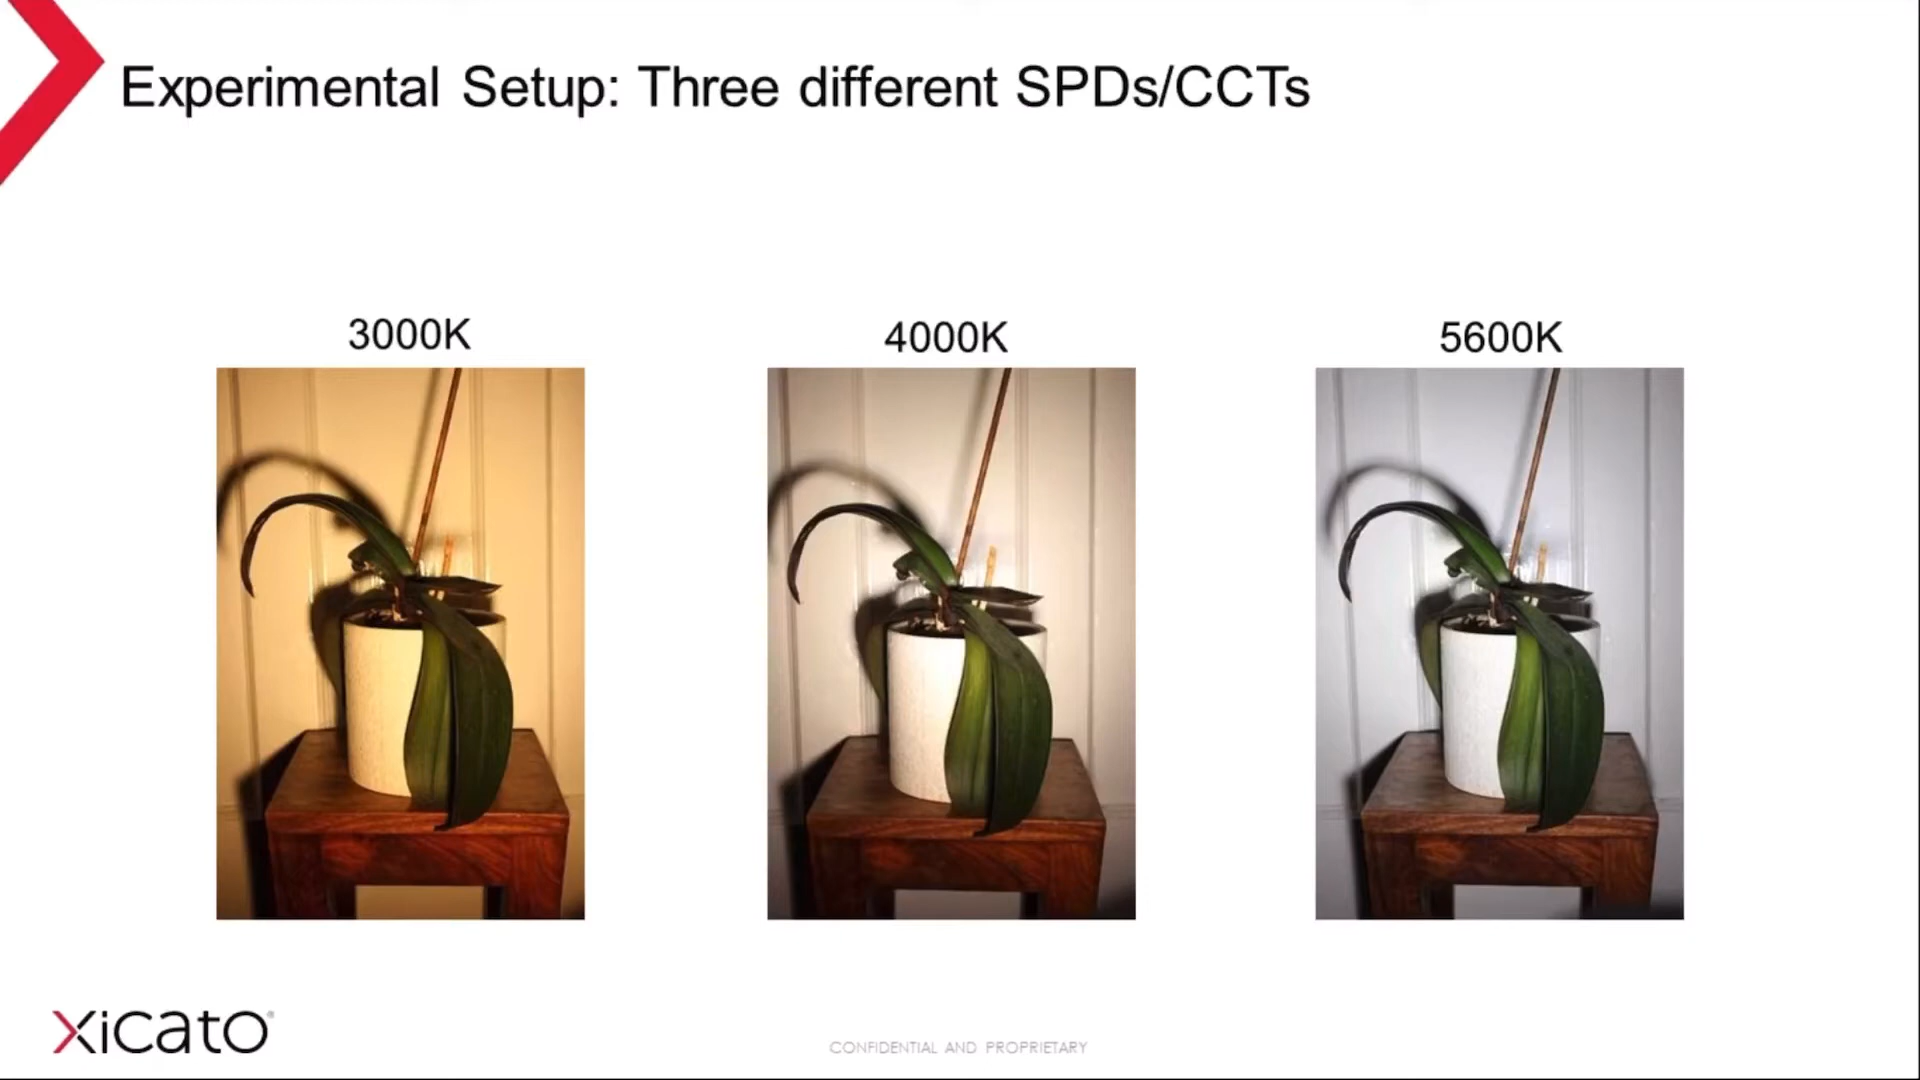 Experimental Setup: Three different SPDs/CCTs
3000K
4000K
5600K
xicato®
CONFIDENTIAL AND PROPRIETARY